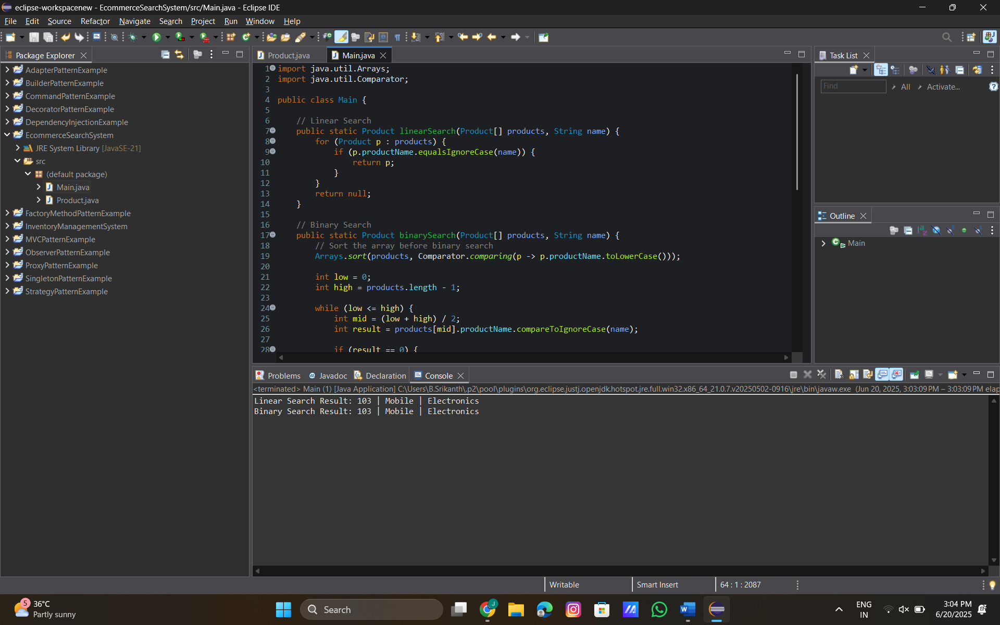 eclipse-workspacenew - EcommerceSearchSystem/src/Main.java - Eclipse IDE
File Edit Source Refactor Navigate Search Project Run Window Help
Package Explorer
AdapterPatternExample
BuilderPatternExample
CommandPatternExample
DecoratorPatternExample
DependencyInjectionExample
EcommerceSearchSystem
JRE System Library [JavaSE-21]
src
(default package)
Main.java
Product.java
FactoryMethodPatternExample
InventoryManagementSystem
MVCPatternExample
ObserverPatternExample
ProxyPatternExample
SingletonPatternExample
StrategyPatternExample
Product.java Main.java
1 import java.util.Arrays;
2 import java.util.Comparator;
3
4 public class Main {
5
6 // Linear Search
7 public static Product linearSearch(Product[] products, String name) {
8 for (Product p : products) {
9 if (p.productName.equalsIgnoreCase(name)) {
10 return p;
11 }
12 }
13 return null;
14 }
15
16 // Binary Search
17 public static Product binarySearch(Product[] products, String name) {
18 // Sort the array before binary search
19 Arrays.sort(products, Comparator.comparing(p -> p.productName.toLowerCase()));
20
21 int low = 0;
22 int high = products.length - 1;
23
24 while (low <= high) {
25 int mid = (low + high) / 2;
26 int result = products[mid].productName.compareToIgnoreCase(name);
27
28 if (result == 0) {
Task List
Find All Activate...
Outline
Main
Problems Javadoc Declaration Console
<terminated> Main (1) [Java Application] C:\Users\B.Srikanth\.p2\pool\plugins\org.eclipse.justj.openjdk.hotspot.jre.full.win32.x86_64_21.0.7.v20250502-0916\jre\bin\javaw.exe (Jun 20, 2025, 3:03:09 PM – 3:03:09 PM elap
Linear Search Result: 103 | Mobile | Electronics
Binary Search Result: 103 | Mobile | Electronics
Writable Smart Insert 64 : 1 : 2087
5
36°C
Partly sunny
Search
J
ENG
IN
3:04 PM
6/20/2025